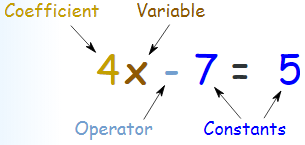 Coefficient Variable
4x - 7 = 5
Operator Constants